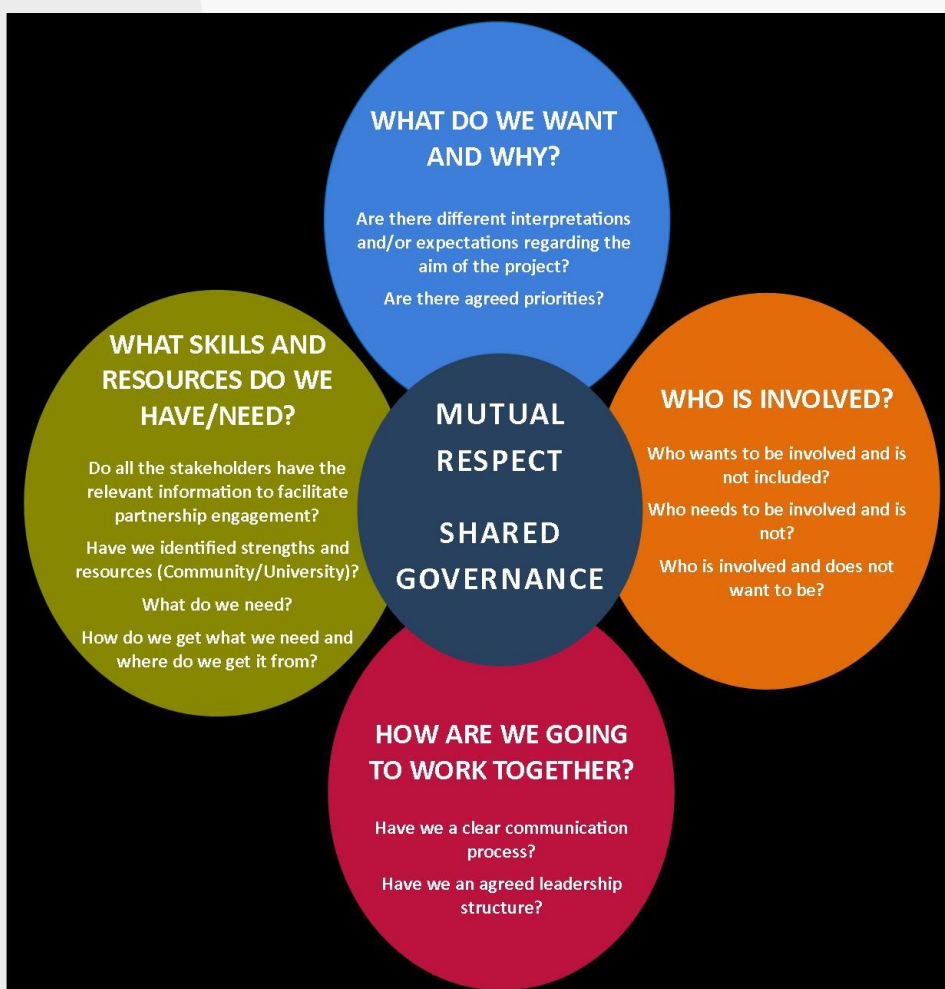 WHAT DO WE WANT
AND WHY?
Are there different interpretations
and/or expectations regarding the
aim of the project?
Are there agreed priorities?
WHAT SKILLS AND
RESOURCES DO WE
HAVE/NEED?
Do all the stakeholders have the
relevant information to facilitate
partnership engagement?
Have we identified strengths and
resources (Community/University)?
What do we need?
How do we get what we need and
where do we get it from?
MUTUAL
RESPECT
SHARED
GOVERNANCE
WHO IS INVOLVED?
Who wants to be involved and is
not included?
Who needs to be involved and is
not?
Who is involved and does not
want to be?
HOW ARE WE GOING
TO WORK TOGETHER?
Have we a clear communication
process?
Have we an agreed leadership
structure?